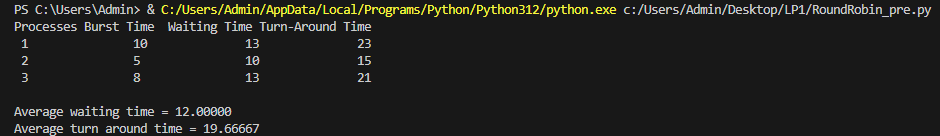 PS C:\Users\Admin> & C:/Users/Admin/AppData/Local/Programs/Python/Python312/python.exe c:/Users/Admin/Desktop/LP1/RoundRobin_pre.py
Processes Burst Time  Waiting Time Turn-Around Time
1 10 13 23
2 5 10 15
3 8 13 21
Average waiting time = 12.00000
Average turn around time = 19.66667